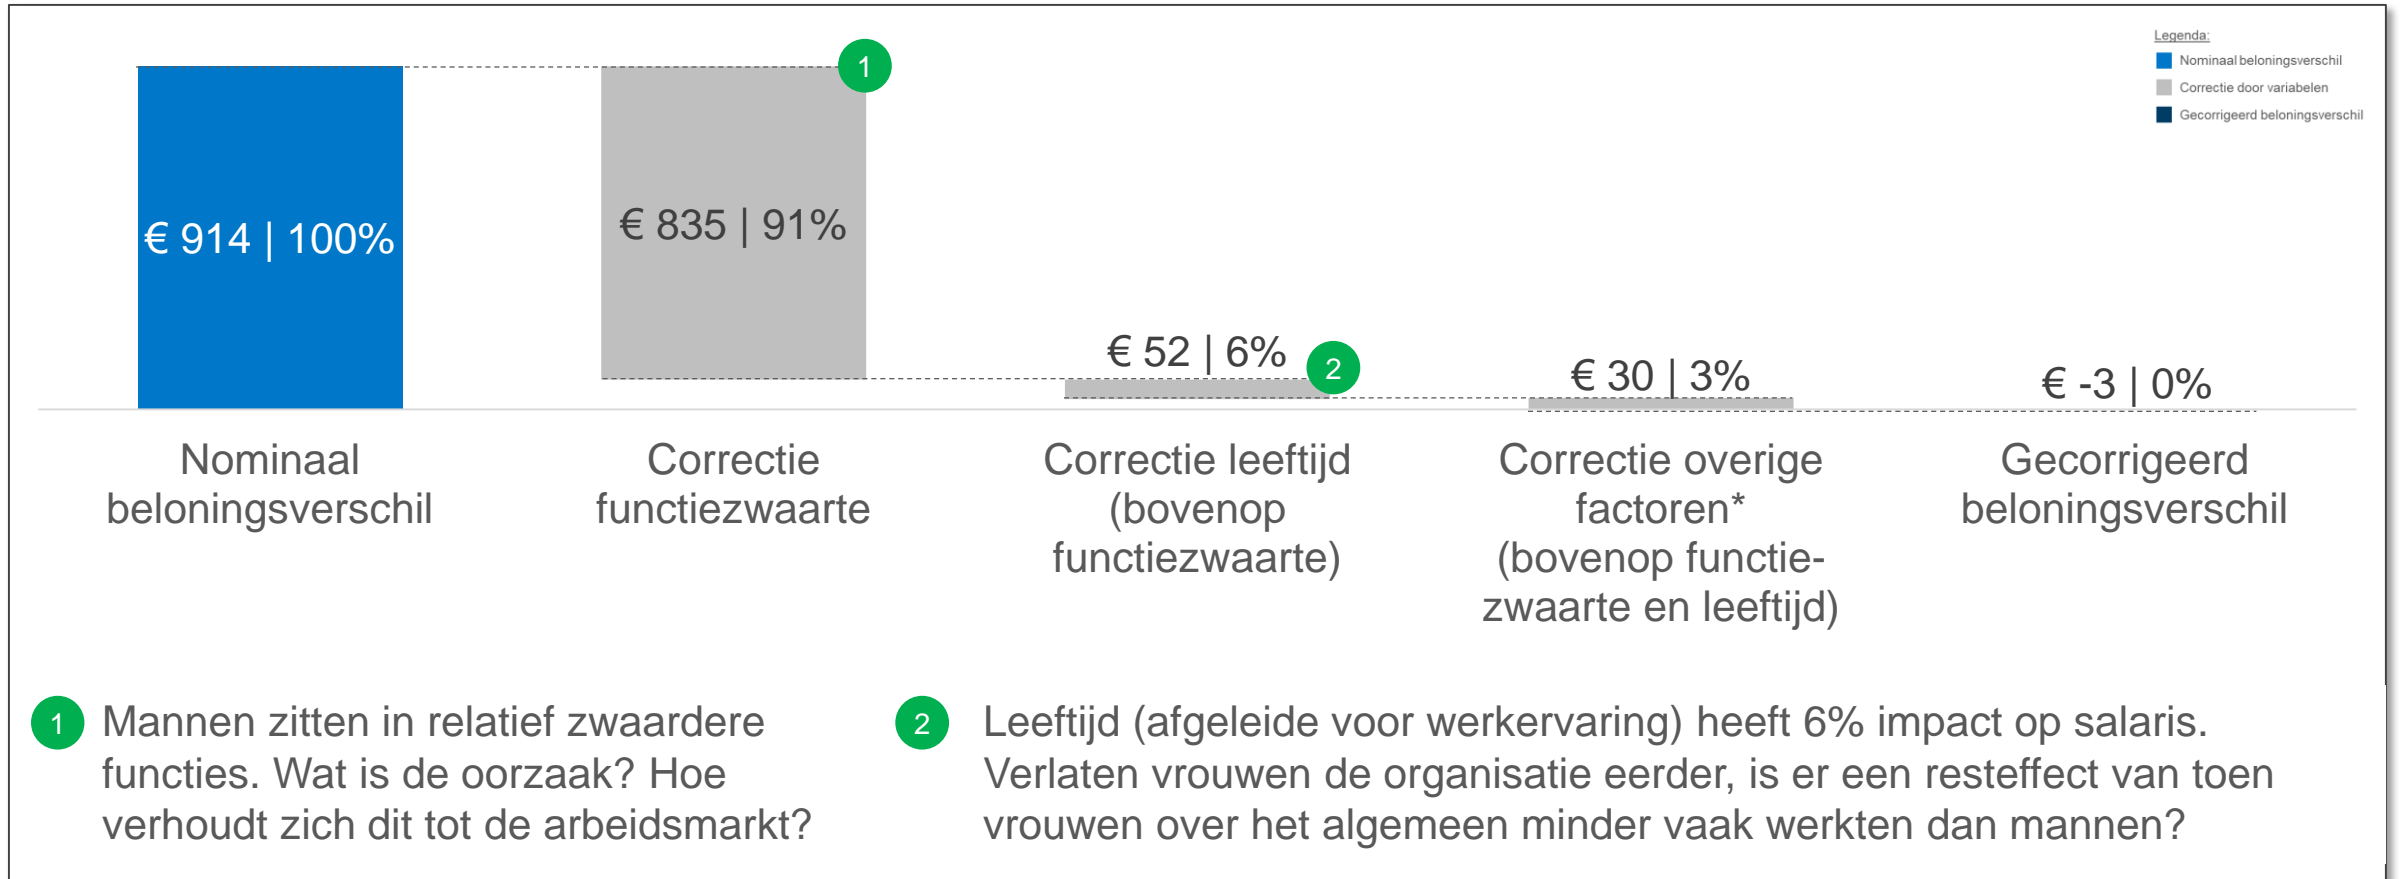 Legenda:
Nominaal beloningsverschil
Correctie door variabelen
Gecorrigeerd beloningsverschil
1
€ 914 | 100%
€ 835 | 91%
€ 52 | 6%
2
€ 30 | 3%
€ -3 | 0%
Nominaal
beloningsverschil
Correctie
functiezwaarte
Correctie leeftijd
(bovenop
functiezwaarte)
Correctie overige
factoren*
(bovenop functie-
zwaarte en leeftijd)
Gecorrigeerd
beloningsverschil
1
Mannen zitten in relatief zwaardere
functies. Wat is de oorzaak? Hoe
verhoudt zich dit tot de arbeidsmarkt?
2
Leeftijd (afgeleide voor werkervaring) heeft 6% impact op salaris.
Verlaten vrouwen de organisatie eerder, is er een resteffect van toen
vrouwen over het algemeen minder vaak werkten dan mannen?